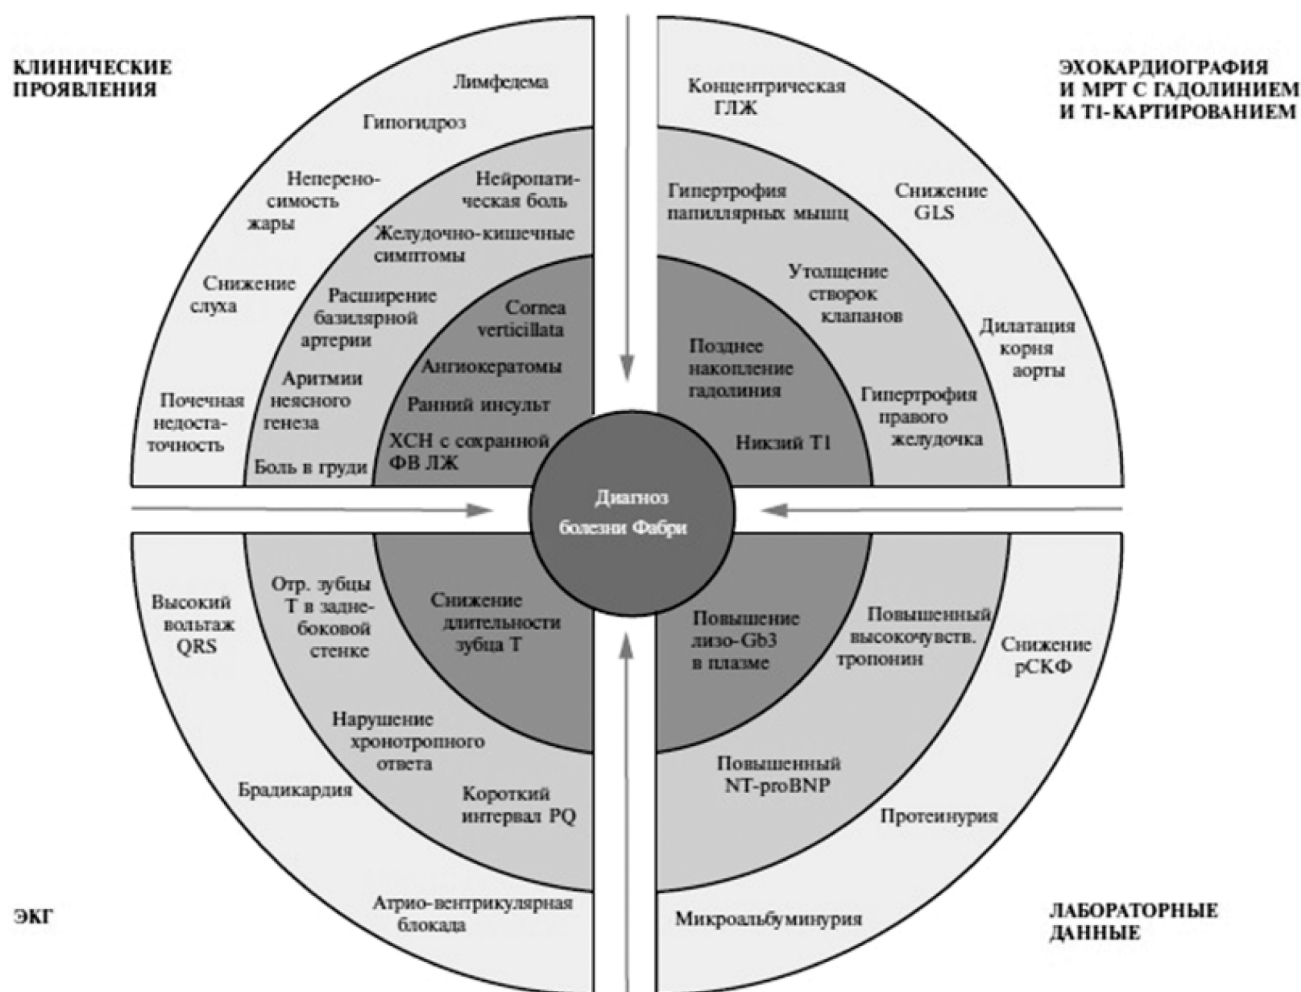 КЛИНИЧЕСКИЕ
ПРОЯВЛЕНИЯ
Лимфедема
Гипогидроз
Неперено-
симость
жары
Снижение
слуха
Почечная
недоста-
точность
Нейропати-
ческая боль
Желудочно-кишечные
симптомы
Расширение
базилярной
артерии
Аритмии
неясного
генеза
Боль в груди
Cornea
verticillata
Ангиокератомы
Ранний инсульт
ХСН с сохранной
ФВ ЛЖ
ЭХОКАРДИОГРАФИЯ
И МРТ С ГАДОЛИНИЕМ
И Т1-КАРТИРОВАНИЕМ
Концентрическая
ГЛЖ
Снижение
GLS
Дилатация
корня
аорты
Гипертрофия
папиллярных мышц
Утолщение
створок
клапанов
Гипертрофия
правого
желудочка
Позднее
накопление
гадолиния
Никзий Т1
Диагноз
болезни Фабри
Высокий
вольтаж
QRS
Брадикардия
Атрио-вентрикулярная
блокада
Отр. зубцы
Т в задне-
боковой
стенке
Нарушение
хронотропного
ответа
Короткий
интервал PQ
Снижение
длительности
зубца Т
ЭКГ
Повышение
лизо-Gb3
в плазме
Повышенный
высокочувств.
тропонин
Повышенный
NT-proBNP
Снижение
рСКФ
Протеинурия
Микроальбуминурия
ЛАБОРАТОРНЫЕ
ДАННЫЕ